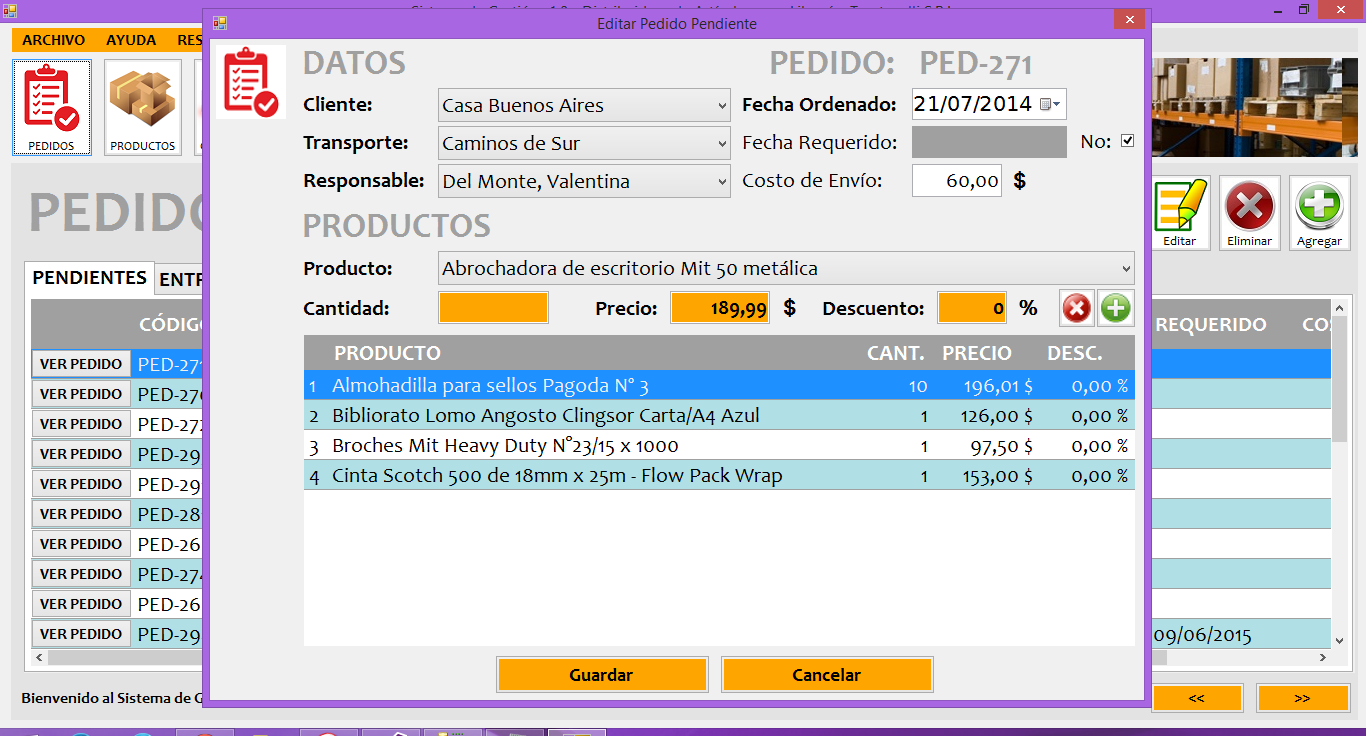 Editar Pedido Pendiente
ARCHIVO AYUDA RES
PEDIDOS
PRODUCTOS
DATOS
PEDIDO: PED-271
Cliente: Casa Buenos Aires
Fecha Ordenado: 21/07/2014
Transporte: Caminos de Sur
Fecha Requerido: No:
Responsable: Del Monte, Valentina
Costo de Envío: 60,00 $
PEDIDO
Editar
Eliminar
Agregar
PRODUCTOS
Producto: Abrochadora de escritorio Mit 50 metálica
Cantidad: Precio: 189,99 $ Descuento: 0 %
PRODUCTO CANT. PRECIO DESC.
1 Almohadilla para sellos Pagoda N° 3 10 196,01 $ 0,00 %
2 Bibliorato Lomo Angosto Clingsor Carta/A4 Azul 1 126,00 $ 0,00 %
3 Broches Mit Heavy Duty N°23/15 x 1000 1 97,50 $ 0,00 %
4 Cinta Scotch 500 de 18mm x 25m - Flow Pack Wrap 1 153,00 $ 0,00 %
Guardar
Cancelar
PENDIENTES ENTR
CÓDIG
REQUERIDO COS
VER PEDIDO PED-271
VER PEDIDO PED-270
VER PEDIDO PED-272
VER PEDIDO PED-29
VER PEDIDO PED-29
VER PEDIDO PED-28
VER PEDIDO PED-26
VER PEDIDO PED-274
VER PEDIDO PED-26
VER PEDIDO PED-29
09/06/2015
Bienvenido al Sistema de G
<<
>>